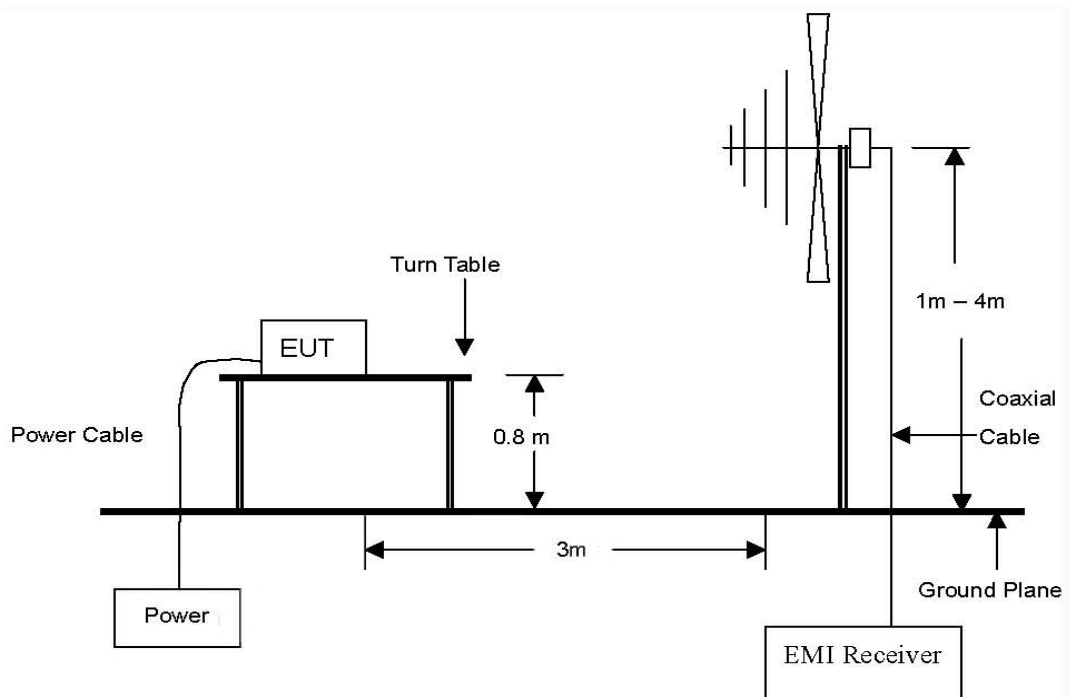 Turn Table
1m – 4m
EUT
Coaxial
Cable
0.8 m
Power Cable
3m
Ground Plane
Power
EMI Receiver